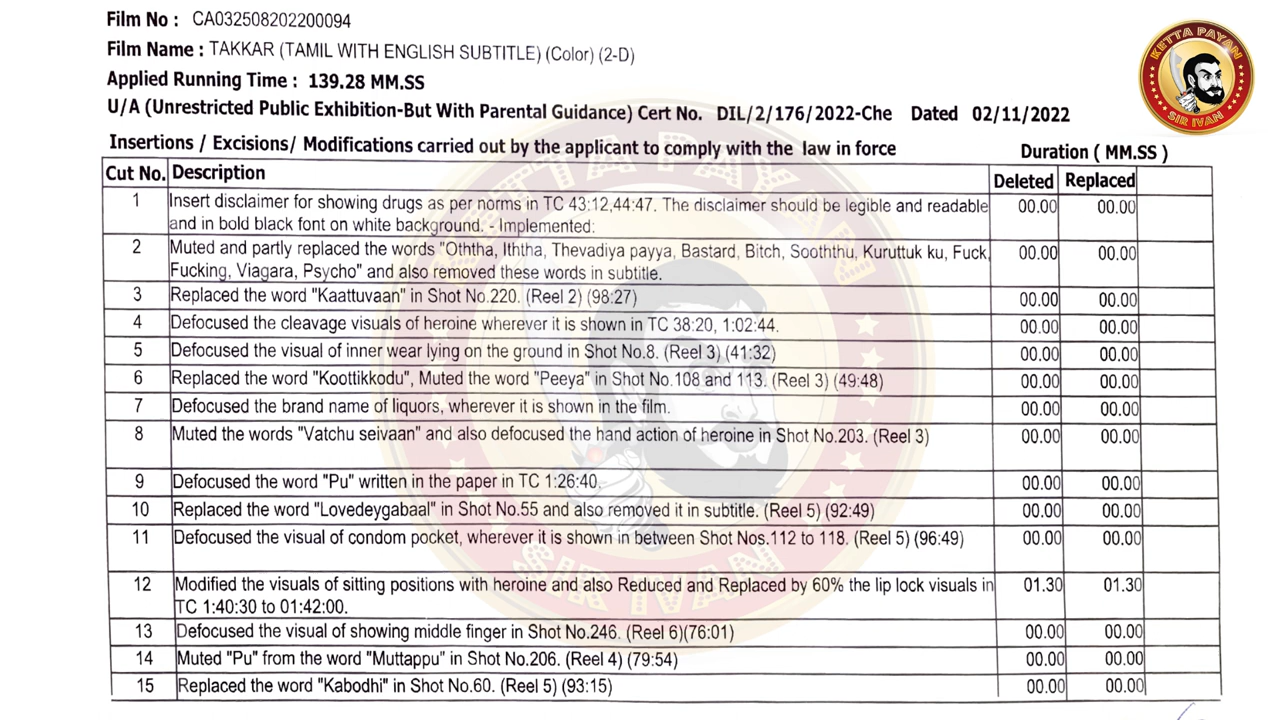 Film No : CA032508202200094
Film Name : TAKKAR (TAMIL WITH ENGLISH SUBTITLE) (Color) (2-D)
Applied Running Time : 139.28 MM.SS
U/A (Unrestricted Public Exhibition-But With Parental Guidance) Cert No. DIL/2/176/2022-Che Dated 02/11/2022
Insertions / Excisions/ Modifications carried out by the applicant to comply with the law in force Duration ( MM.SS )
Cut No. Description Deleted Replaced
1 Insert disclaimer for showing drugs as per norms in TC 43:12,44:47. The disclaimer should be legible and readable 00.00 00.00
and in bold black font on white background. - Implemented:
2 Muted and partly replaced the words "Oththa, Iththa, Thevadiya payya, Bastard, Bitch, Sooththu, Kuruttuk ku, Fuck, 00.00 00.00
Fucking, Viagara, Psycho" and also removed these words in subtitle.
3 Replaced the word "Kaattuvaan" in Shot No.220. (Reel 2) (98:27) 00.00 00.00
4 Defocused the cleavage visuals of heroine wherever it is shown in TC 38:20, 1:02:44. 00.00 00.00
5 Defocused the visual of inner wear lying on the ground in Shot No.8. (Reel 3) (41:32) 00.00 00.00
6 Replaced the word "Koottikkodu", Muted the word "Peeya" in Shot No.108 and 113. (Reel 3) (49:48) 00.00 00.00
7 Defocused the brand name of liquors, wherever it is shown in the film. 00.00 00.00
8 Muted the words "Vatchu seivaan" and also defocused the hand action of heroine in Shot No.203. (Reel 3) 00.00 00.00
9 Defocused the word "Pu" written in the paper in TC 1:26:40. 00.00 00.00
10 Replaced the word "Lovedeygabaal" in Shot No.55 and also removed it in subtitle. (Reel 5) (92:49) 00.00 00.00
11 Defocused the visual of condom pocket, wherever it is shown in between Shot Nos.112 to 118. (Reel 5) (96:49) 00.00 00.00
12 Modified the visuals of sitting positions with heroine and also Reduced and Replaced by 60% the lip lock visuals in 01.30 01.30
TC 1:40:30 to 01:42:00.
13 Defocused the visual of showing middle finger in Shot No.246. (Reel 6)(76:01) 00.00 00.00
14 Muted "Pu" from the word "Muttappu" in Shot No.206. (Reel 4) (79:54) 00.00 00.00
15 Replaced the word "Kabodhi" in Shot No.60. (Reel 5) (93:15) 00.00 00.00
KETTA PAYAN
SIR IVAN
KETTA PAYAN
SIR IVAN